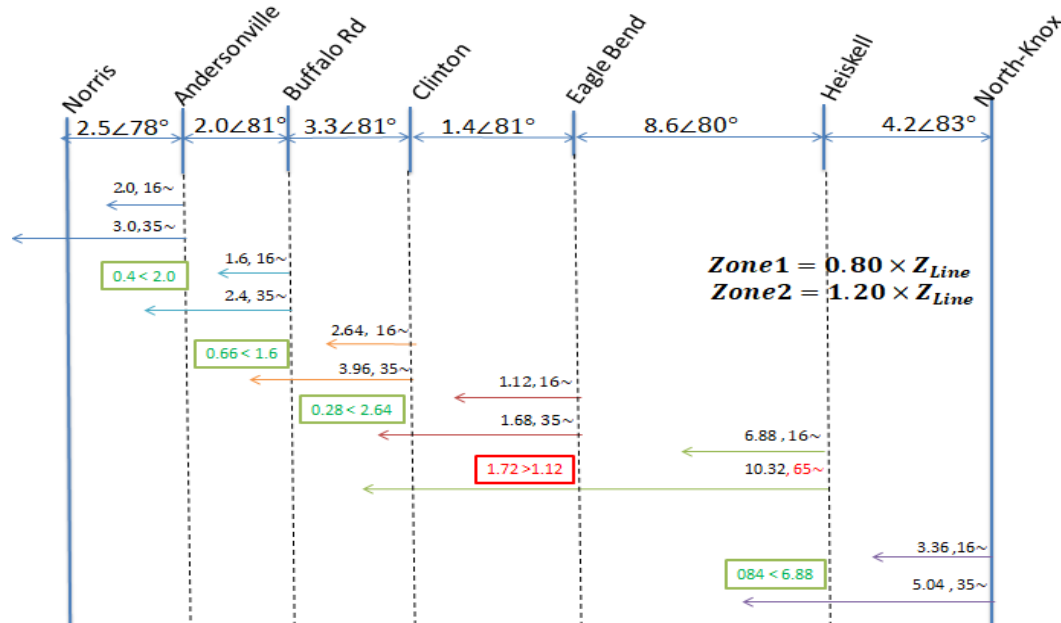 Norris
Andersonville
Buffalo Rd
Clinton
Eagle Bend
Heiskell
North-Knox
2.5∠78°
2.0∠81°
3.3∠81°
1.4∠81°
8.6∠80°
4.2∠83°
2.0, 16~
3.0,35~
0.4 < 2.0
1.6, 16~
2.4, 35~
Zone1 = 0.80 × Z_Line
Zone2 = 1.20 × Z_Line
0.66 < 1.6
2.64, 16~
3.96, 35~
0.28 < 2.64
1.12, 16~
1.68, 35~
1.72 >1.12
6.88 , 16~
10.32, 65~
3.36 ,16~
084 < 6.88
5.04 , 35~